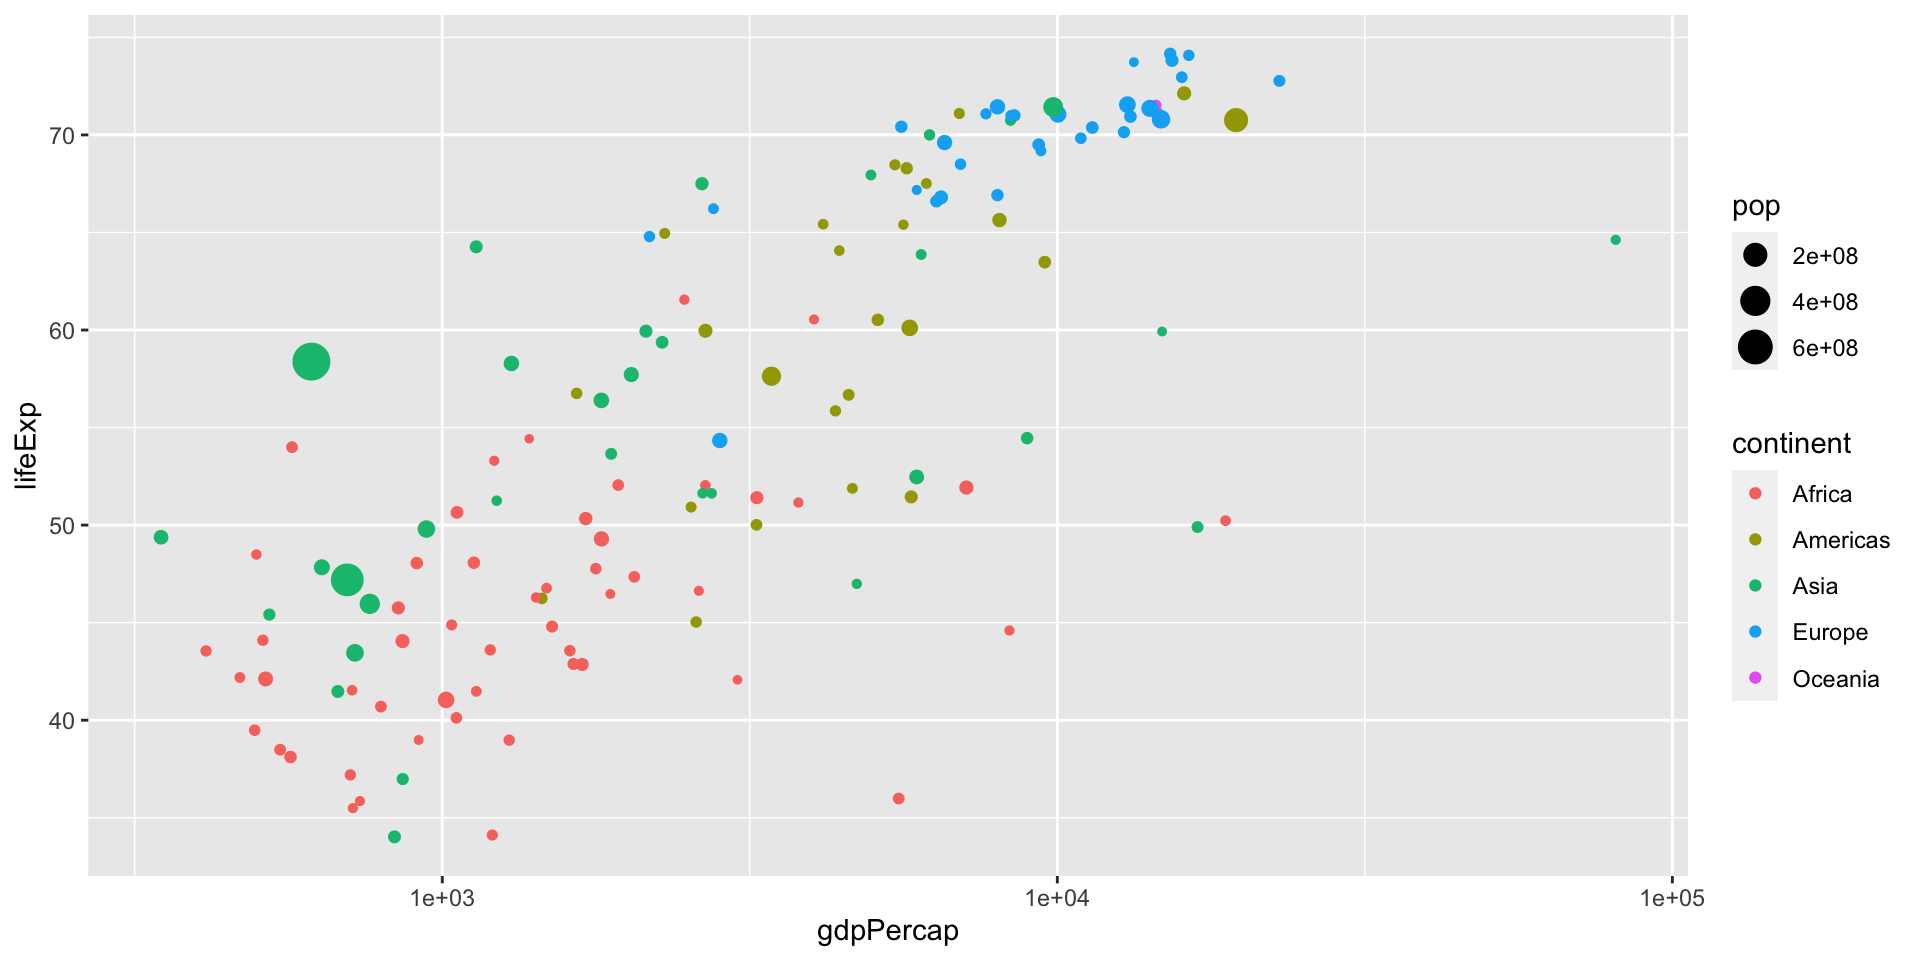 lifeExp
70
60
50
40
1e+03
1e+04
1e+05
gdpPercap
pop
2e+08
4e+08
6e+08
continent
Africa
Americas
Asia
Europe
Oceania